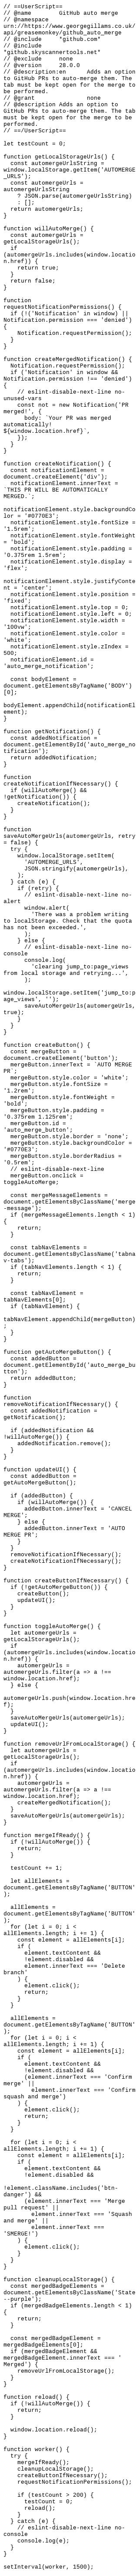 // ==UserScript==
// @name        GitHub auto merge
// @namespace
urn://https://www.georgegillams.co.uk/
api/greasemonkey/github_auto_merge
// @include     *github.com*
// @include
*github.skyscannertools.net*
// @exclude     none
// @version     28.0.0
// @description:en      Adds an option
to GitHub PRs to auto-merge them. The
tab must be kept open for the merge to
be performed.
// @grant               none
// @description Adds an option to
GitHub PRs to auto-merge them. The tab
must be kept open for the merge to be
performed.
// ==/UserScript==

let testCount = 0;

function getLocalStorageUrls() {
  const automergeUrlsString =
window.localStorage.getItem('AUTOMERGE
_URLS');
  const automergeUrls =
automergeUrlsString
    ? JSON.parse(automergeUrlsString)
    : [];
  return automergeUrls;
}

function willAutoMerge() {
  const automergeUrls =
getLocalStorageUrls();
  if
(automergeUrls.includes(window.locatio
n.href)) {
    return true;
  }
  return false;
}

function
requestNotificationPermissions() {
  if (!('Notification' in window) ||
Notification.permission === 'denied')
{
    Notification.requestPermission();
  }
}

function createMergedNotification() {
  Notification.requestPermission();
  if ('Notification' in window &&
Notification.permission !== 'denied')
{
    // eslint-disable-next-line no-
unused-vars
    const not = new Notification('PR
merged!', {
      body: `Your PR was merged
automatically!
${window.location.href}`,
    });
  }
}

function createNotification() {
  const notificationElement =
document.createElement('div');
  notificationElement.innerText =
'THIS PR WILL BE AUTOMATICALLY
MERGED.';

notificationElement.style.backgroundCo
lor = '#0770E3';
  notificationElement.style.fontSize =
'1.5rem';
  notificationElement.style.fontWeight
= 'bold';
  notificationElement.style.padding =
'0.375rem 1.5rem';
  notificationElement.style.display =
'flex';

notificationElement.style.justifyConte
nt = 'center';
  notificationElement.style.position =
'fixed';
  notificationElement.style.top = 0;
  notificationElement.style.left = 0;
  notificationElement.style.width =
'100vw';
  notificationElement.style.color =
'white';
  notificationElement.style.zIndex =
500;
  notificationElement.id =
'auto_merge_notification';

  const bodyElement =
document.getElementsByTagName('BODY')
[0];

bodyElement.appendChild(notificationEl
ement);
}

function getNotification() {
  const addedNotification =
document.getElementById('auto_merge_no
tification');
  return addedNotification;
}

function
createNotificationIfNecessary() {
  if (willAutoMerge() &&
!getNotification()) {
    createNotification();
  }
}

function
saveAutoMergeUrls(automergeUrls, retry
= false) {
  try {
    window.localStorage.setItem(
      'AUTOMERGE_URLS',
      JSON.stringify(automergeUrls),
    );
  } catch (e) {
    if (retry) {
      // eslint-disable-next-line no-
alert
      window.alert(
        'There was a problem writing
to localStorage. Check that the quota
has not been exceeded.',
      );
    } else {
      // eslint-disable-next-line no-
console
      console.log(
        'clearing jump_to:page_views
from local storage and retrying...',
      );

window.localStorage.setItem('jump_to:p
age_views', '');
      saveAutoMergeUrls(automergeUrls,
true);
    }
  }
}

function createButton() {
  const mergeButton =
document.createElement('button');
  mergeButton.innerText = 'AUTO MERGE
PR';
  mergeButton.style.color = 'white';
  mergeButton.style.fontSize =
'1.2rem';
  mergeButton.style.fontWeight =
'bold';
  mergeButton.style.padding =
'0.375rem 1.125rem';
  mergeButton.id =
'auto_merge_button';
  mergeButton.style.border = 'none';
  mergeButton.style.backgroundColor =
'#0770E3';
  mergeButton.style.borderRadius =
'0.5rem';
  // eslint-disable-next-line
  mergeButton.onclick =
toggleAutoMerge;

  const mergeMessageElements =
document.getElementsByClassName('merge
-message');
  if (mergeMessageElements.length < 1)
{
    return;
  }

  const tabNavElements =
document.getElementsByClassName('tabna
v-tabs');
  if (tabNavElements.length < 1) {
    return;
  }

  const tabNavElement =
tabNavElements[0];
  if (tabNavElement) {

tabNavElement.appendChild(mergeButton)
;
  }
}

function getAutoMergeButton() {
  const addedButton =
document.getElementById('auto_merge_bu
tton');
  return addedButton;
}

function
removeNotificationIfNecessary() {
  const addedNotification =
getNotification();

  if (addedNotification &&
!willAutoMerge()) {
    addedNotification.remove();
  }
}

function updateUI() {
  const addedButton =
getAutoMergeButton();

  if (addedButton) {
    if (willAutoMerge()) {
      addedButton.innerText = 'CANCEL
MERGE';
    } else {
      addedButton.innerText = 'AUTO
MERGE PR';
    }
  }
  removeNotificationIfNecessary();
  createNotificationIfNecessary();
}

function createButtonIfNecessary() {
  if (!getAutoMergeButton()) {
    createButton();
    updateUI();
  }
}

function toggleAutoMerge() {
  let automergeUrls =
getLocalStorageUrls();
  if
(automergeUrls.includes(window.locatio
n.href)) {
    automergeUrls =
automergeUrls.filter(a => a !==
window.location.href);
  } else {

automergeUrls.push(window.location.hre
f);
  }
  saveAutoMergeUrls(automergeUrls);
  updateUI();
}

function removeUrlFromLocalStorage() {
  let automergeUrls =
getLocalStorageUrls();
  if
(automergeUrls.includes(window.locatio
n.href)) {
    automergeUrls =
automergeUrls.filter(a => a !==
window.location.href);
    createMergedNotification();
  }
  saveAutoMergeUrls(automergeUrls);
}

function mergeIfReady() {
  if (!willAutoMerge()) {
    return;
  }

  testCount += 1;

  let allElements =
document.getElementsByTagName('BUTTON'
);

  allElements =
document.getElementsByTagName('BUTTON'
);
  for (let i = 0; i <
allElements.length; i += 1) {
    const element = allElements[i];
    if (
      element.textContent &&
      !element.disabled &&
      element.innerText === 'Delete
branch'
    ) {
      element.click();
      return;
    }
  }

  allElements =
document.getElementsByTagName('BUTTON'
);
  for (let i = 0; i <
allElements.length; i += 1) {
    const element = allElements[i];
    if (
      element.textContent &&
      !element.disabled &&
      (element.innerText === 'Confirm
merge' ||
        element.innerText === 'Confirm
squash and merge')
    ) {
      element.click();
      return;
    }
  }

  for (let i = 0; i <
allElements.length; i += 1) {
    const element = allElements[i];
    if (
      element.textContent &&
      !element.disabled &&

!element.className.includes('btn-
danger') &&
      (element.innerText === 'Merge
pull request' ||
        element.innerText === 'Squash
and merge' ||
        element.innerText ===
'SMERGE!')
    ) {
      element.click();
    }
  }
}

function cleanupLocalStorage() {
  const mergedBadgeElements =
document.getElementsByClassName('State
--purple');
  if (mergedBadgeElements.length < 1)
{
    return;
  }

  const mergedBadgeElement =
mergedBadgeElements[0];
  if (mergedBadgeElement &&
mergedBadgeElement.innerText === '
Merged') {
    removeUrlFromLocalStorage();
  }
}

function reload() {
  if (!willAutoMerge()) {
    return;
  }

  window.location.reload();
}

function worker() {
  try {
    mergeIfReady();
    cleanupLocalStorage();
    createButtonIfNecessary();
    requestNotificationPermissions();

    if (testCount > 200) {
      testCount = 0;
      reload();
    }
  } catch (e) {
    // eslint-disable-next-line no-
console
    console.log(e);
  }
}

setInterval(worker, 1500);